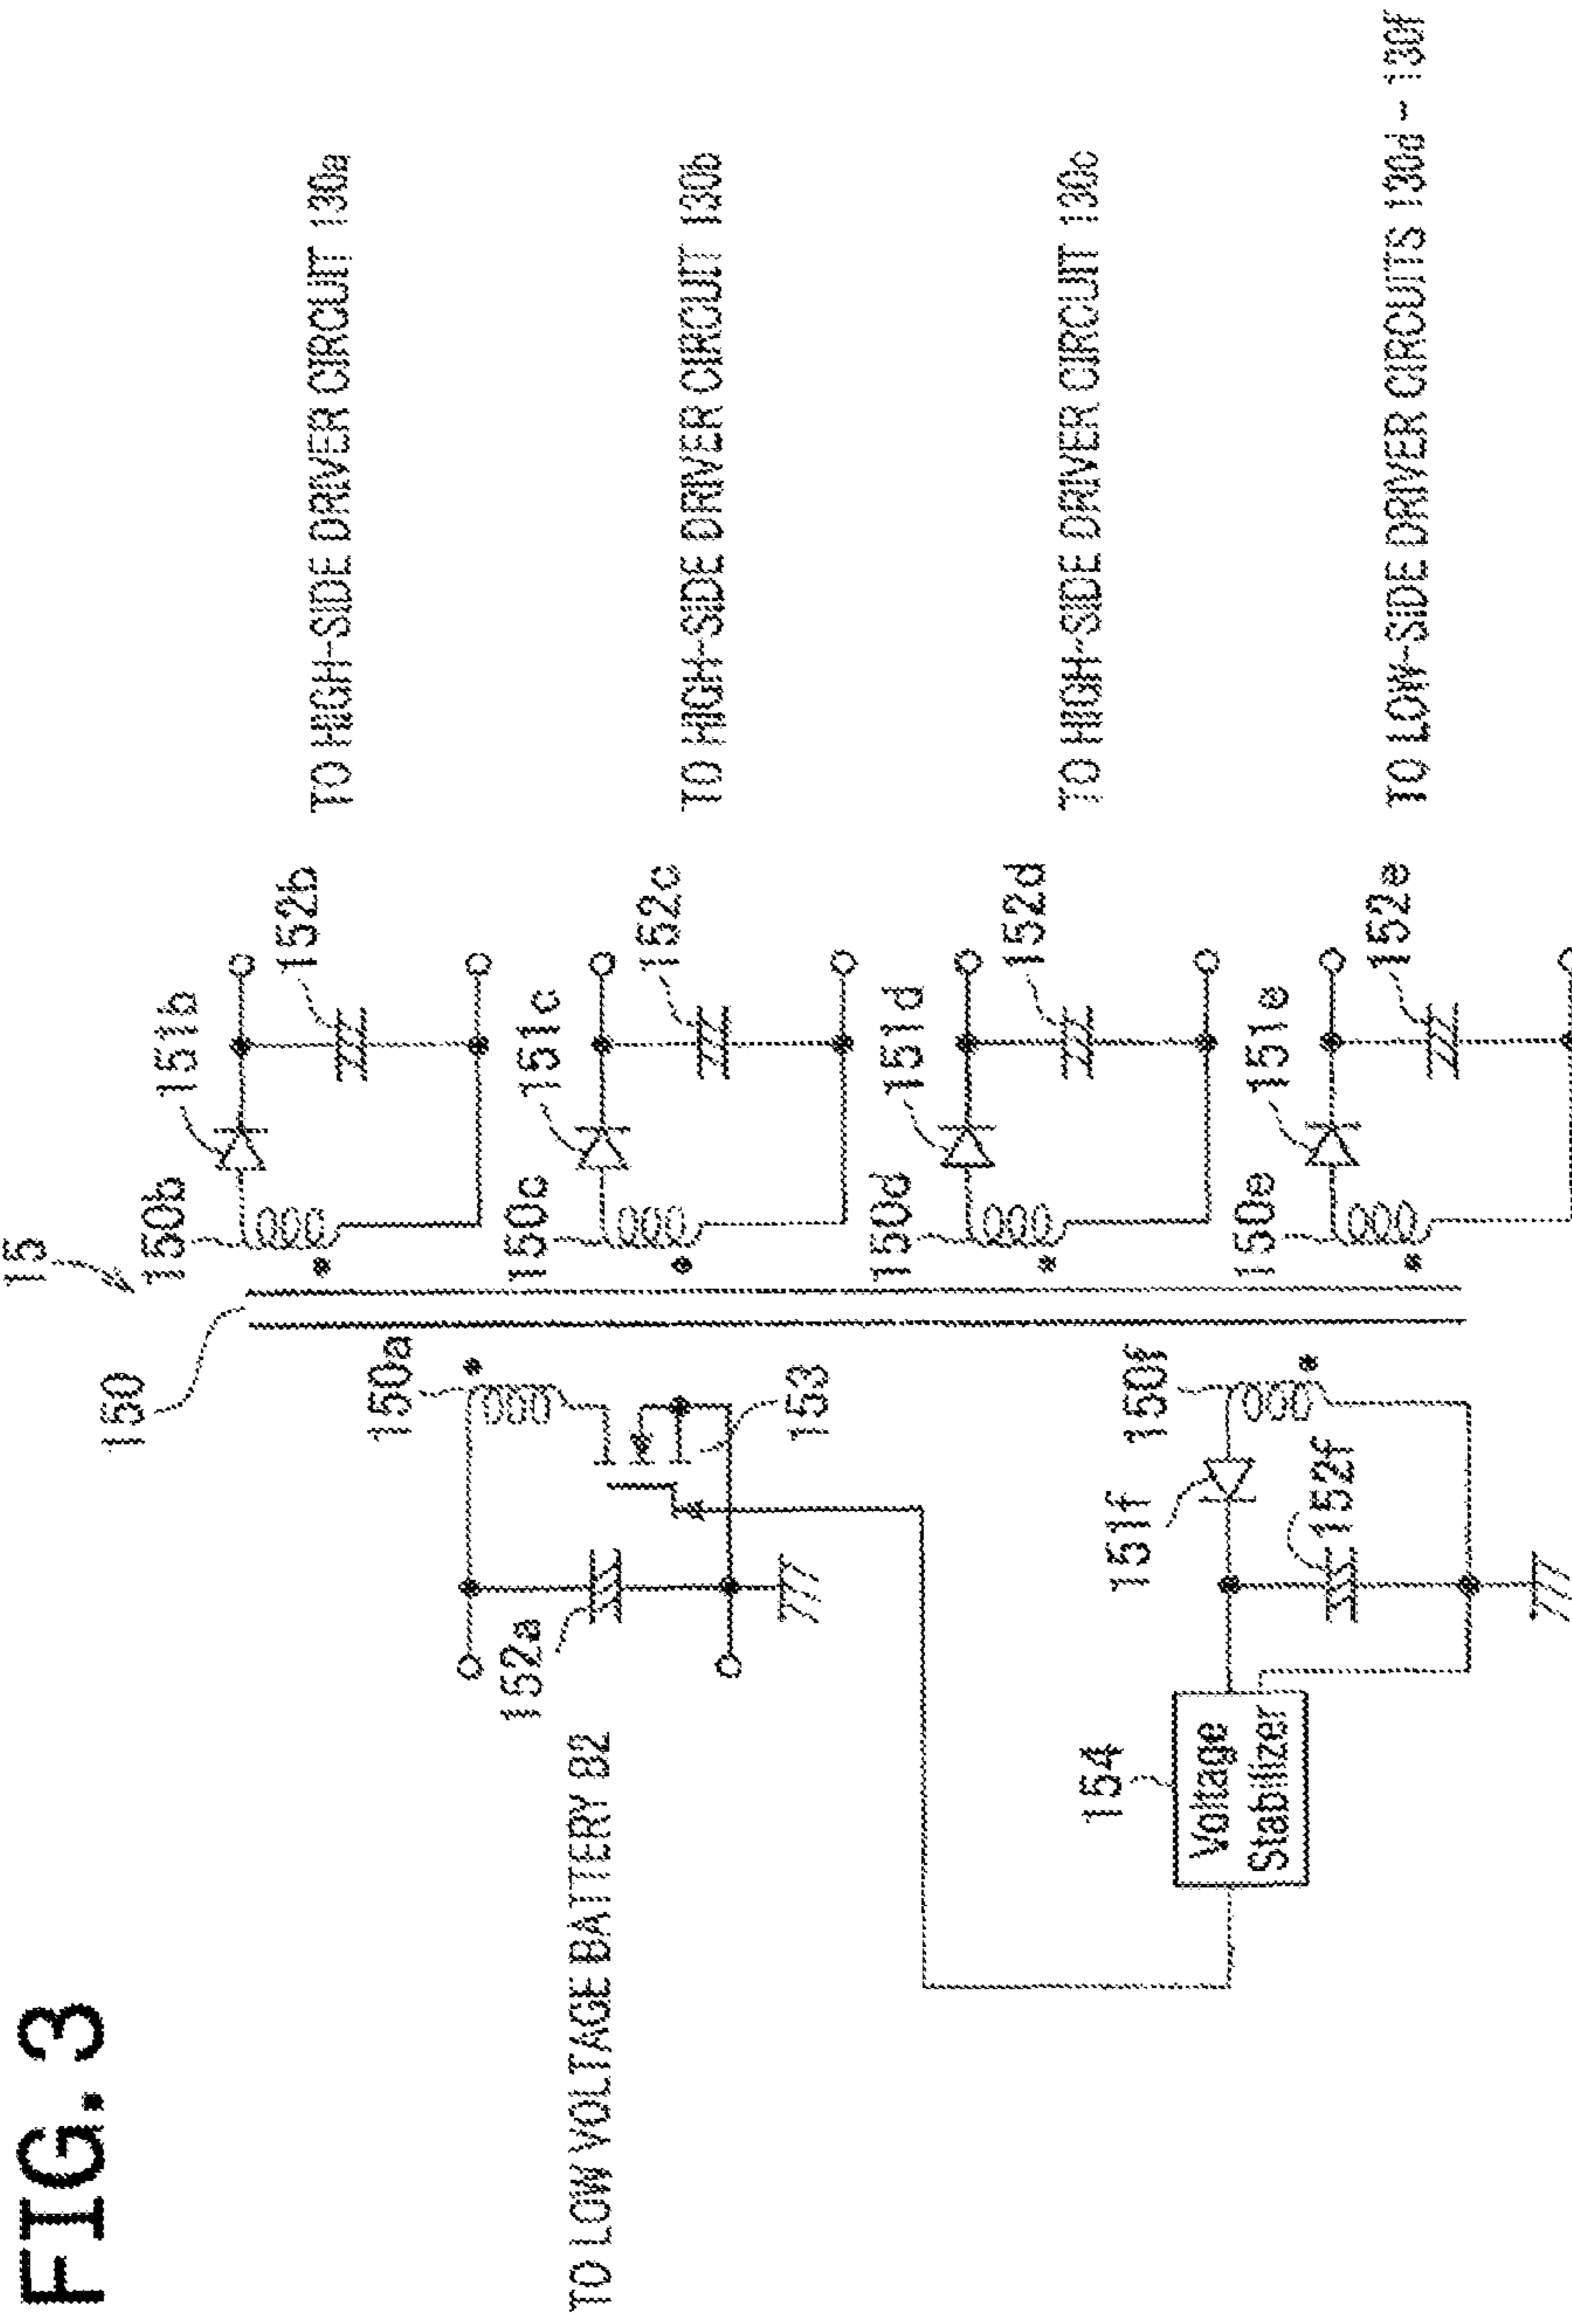 FIG. 3
15
150
150a
150b
151b
152b
TO HIGH-SIDE DRIVER CIRCUIT 130a
150c
151c
152c
TO HIGH-SIDE DRIVER CIRCUIT 130b
150d
151d
152d
TO HIGH-SIDE DRIVER CIRCUIT 130c
150e
151e
152e
TO LOW-SIDE DRIVER CIRCUITS 130d - 130f
TO LOW VOLTAGE BATTERY B2
152a
153
150f
151f
152f
154
Voltage
Stabilizer